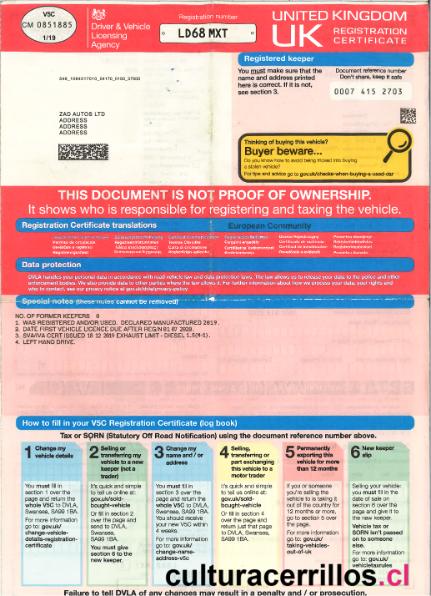 V5C
CM 0851885
1/19
Driver & Vehicle
Licensing
Agency
Registration number
LD68 MXT
UNITED KINGDOM
UK REGISTRATION
CERTIFICATE
Registered keeper
You must make sure that the
name and address printed
here is correct. If it is not,
see section 3.
Document reference number
Don't share, keep it safe
0007 415 2703
ZAD AUTOS LTD
ADDRESS
ADDRESS
ADDRESS
Thinking of buying this vehicle?
Buyer beware...
Do you know how to avoid being fooled into buying
a stolen vehicle?
For tips and advice go to gov.uk/checks-when-buying-a-used-car
THIS DOCUMENT IS NOT PROOF OF OWNERSHIP.
It shows who is responsible for registering and taxing the vehicle.
Registration Certificate translations
European Community
Data protection
DVLA handles your personal data in accordance with road vehicle law and data protection laws. The law allows us to release your data to the police and other
enforcement bodies. We also provide data to other parties where the law allows it. For further information about how we process your data, your rights and
who to contact, see our privacy notice at gov.uk/dvla/privacy-policy
Special notes (these notes cannot be removed)
NO. OF FORMER KEEPERS 0
1. WAS REGISTERED AND/OR USED. DECLARED MANUFACTURED 2019.
2. DATE FIRST VEHICLE LICENCE DUE AFTER REG'N 01 07 2020.
3. SVA/IVA CERT ISSUED 18 12 2019 EXHAUST LIMIT - DIESEL
4. LEFT HAND DRIVE.
How to fill in your V5C Registration Certificate (log book)
Tax or SORN (Statutory Off Road Notification) using the document reference number above.
1 Change my
vehicle details
You must fill in
section 1 over the
page and return the
whole V5C to DVLA,
Swansea, SA99 1BA.
For more information
go to: gov.uk/
change-vehicle-
details-registration-
certificate
2 Selling or
transferring my
vehicle to a new
keeper (not a
trader)
It's quick and simple
to tell us online at:
gov.uk/sold-
bought-vehicle
Or fill in section 2
over the page and
send to DVLA,
Swansea, SA99 1BA.
You must give
section 6 to the
new keeper.
3 Change my
name and / or
address
You must fill in
section 3 over the
page and return the
whole V5C to DVLA,
Swansea, SA99 1BA.
You should receive
your new V5C within
4 weeks.
For more information
go to: gov.uk/
change-name-
address-v5c
4 Selling,
transferring or
part exchanging
this vehicle to a
motor trader
It's quick and simple
to tell us online at:
gov.uk/sold-
bought-vehicle
Or fill in section 4
over the page and
return just that page
to DVLA, Swansea,
SA99 1BD.
5 Permanently
exporting this
vehicle for more
than 12 months
If you or someone
you're selling the
vehicle to is taking it
out of the country for
12 months or more,
go to section 5 over
the page.
For more information
go to: gov.uk/
taking-vehicles-
out-of-uk
6 New keeper
slip
If selling your
vehicle you must fill in the
date of sale on
section 6 over the
page and give it to
the new keeper.
Vehicle tax or
SORN isn't passed
on to someone
else.
For more information
go to: gov.uk/
vehicletaxrules
culturacerrillos.cl
Failure to tell DVLA of any changes may result in a penalty and / or prosecution.